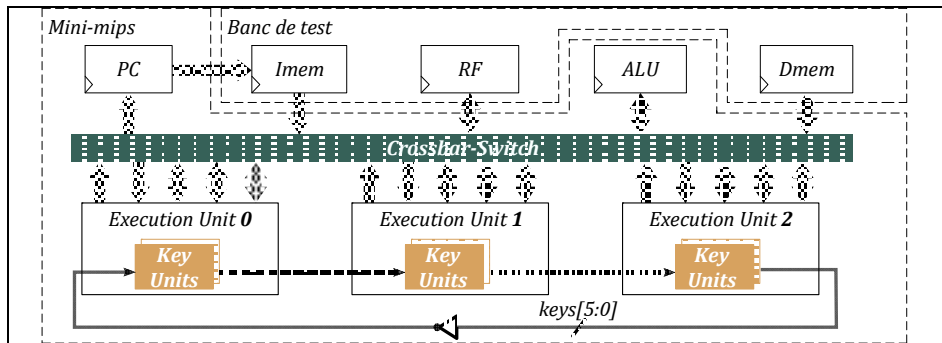 Mini-mips
Banc de test
PC
Imem
RF
ALU
Dmem
Crossbar-Switch
Execution Unit 0
Execution Unit 1
Execution Unit 2
Key
Units
Key
Units
Key
Units
keys[5:0]